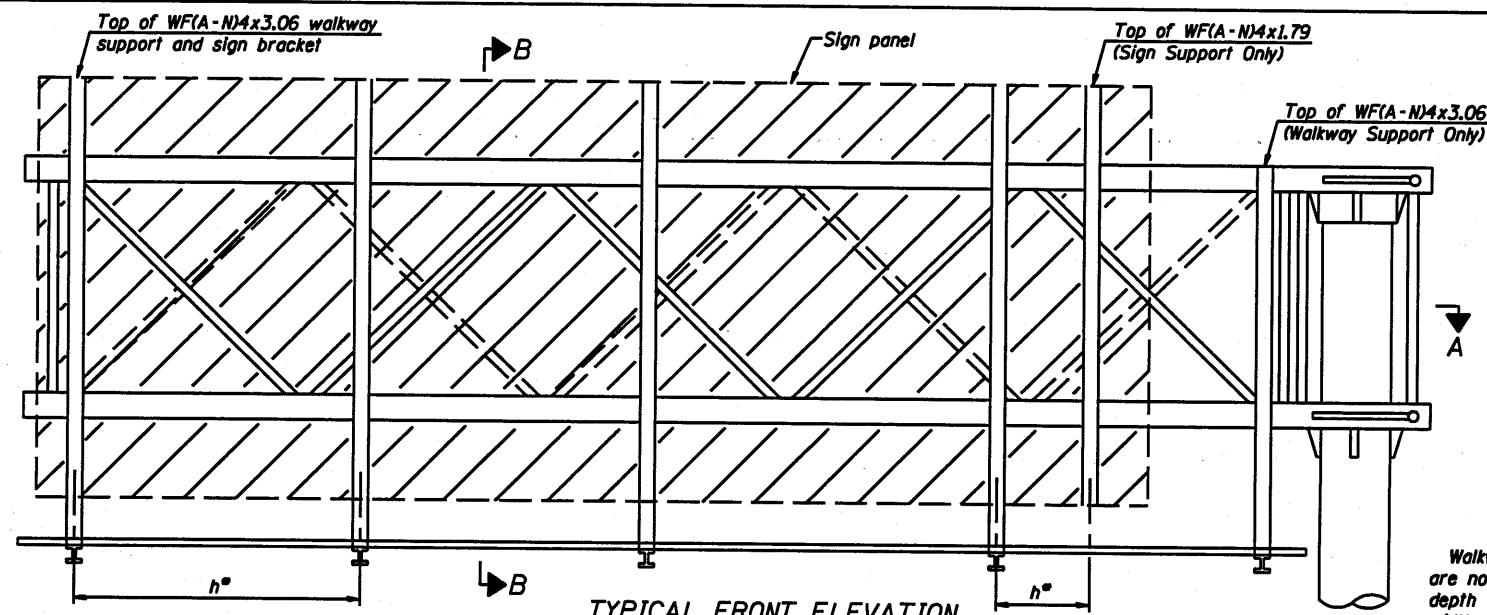 Top of WF(A-N)4x3.06 walkway
support and sign bracket
B
Sign panel
Top of WF(A-N)4x1.79
(Sign Support Only)
Top of WF(A-N)4x3.06
(Walkway Support Only)
A
h*
B
h*
TYPICAL FRONT ELEVATION
are no
depth